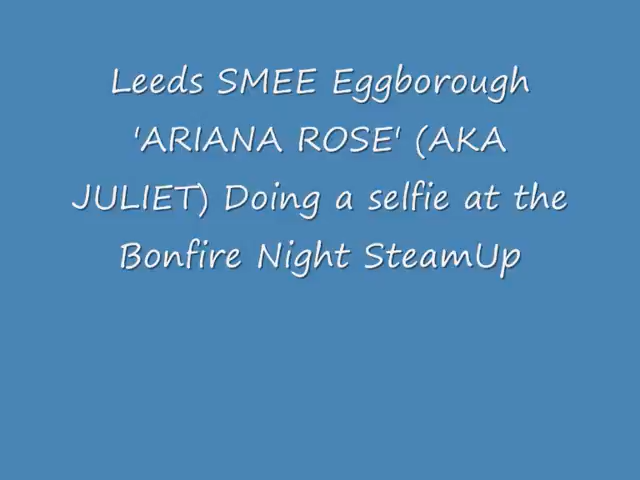 Leeds SMEE Eggborough
'ARIANA ROSE' (AKA
JULIET) Doing a selfie at the
Bonfire Night SteamUp